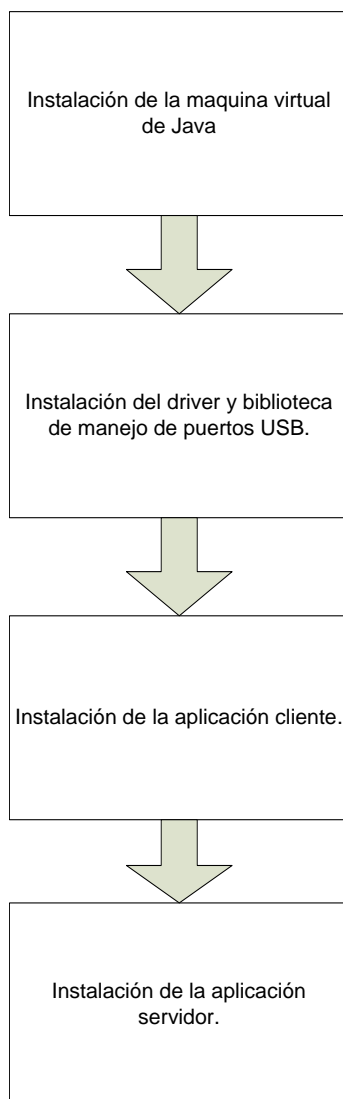 Instalación de la maquina virtual
de Java
Instalación del driver y biblioteca
de manejo de puertos USB.
Instalación de la aplicación cliente.
Instalación de la aplicación
servidor.